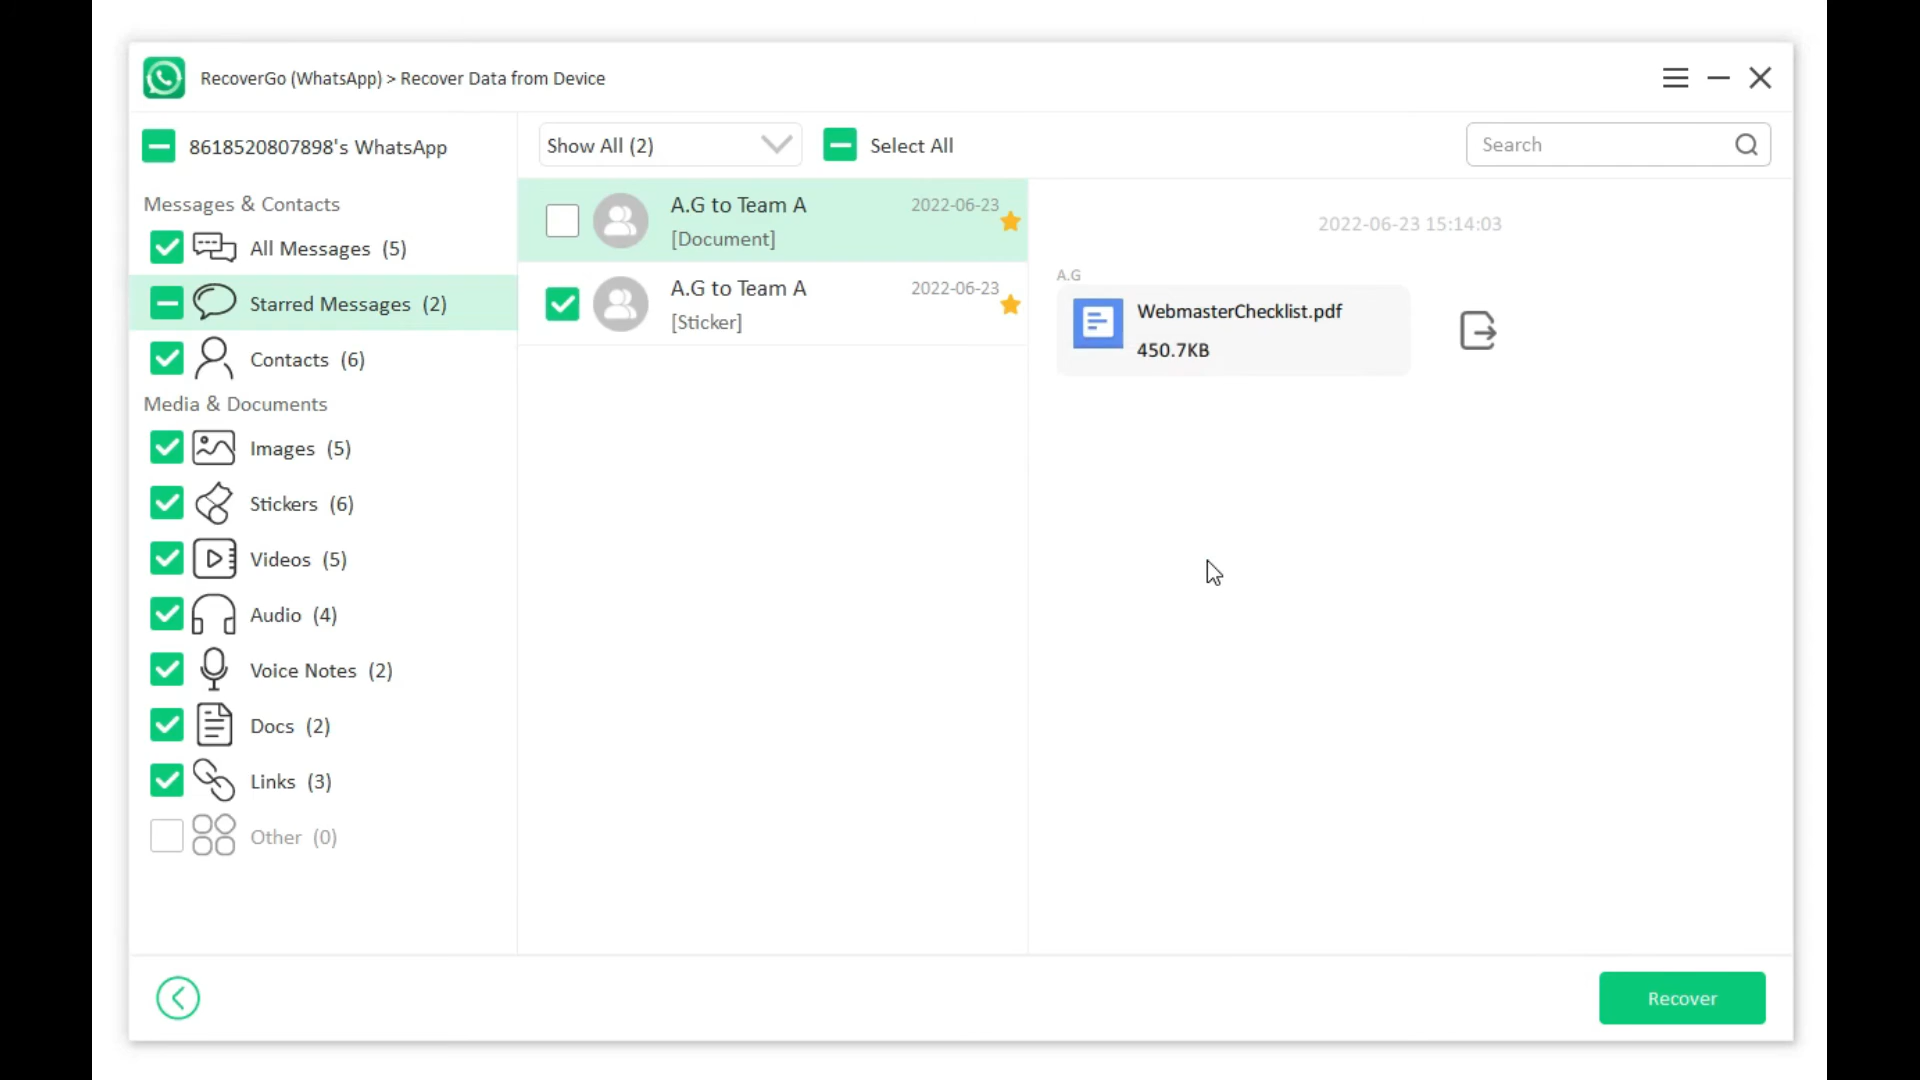 RecoverGo (WhatsApp) > Recover Data from Device
8618520807898's WhatsApp
Messages & Contacts
All Messages (5)
Starred Messages (2)
Contacts (6)
Media & Documents
Images (5)
Stickers (6)
Videos (5)
Audio (4)
Voice Notes (2)
Docs (2)
Links (3)
Other (0)
Show All (2)
Select All
Search
A.G to Team A
2022-06-23
[Document]
A.G to Team A
2022-06-23
[Sticker]
2022-06-23 15:14:03
A.G
WebmasterChecklist.pdf
450.7KB
Recover